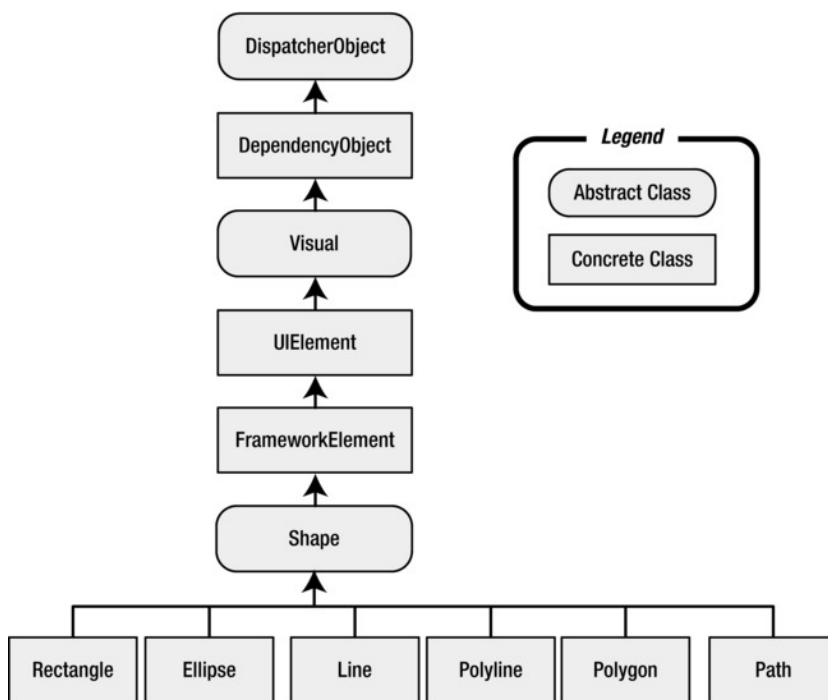 DispatcherObject
DependencyObject
Visual
UIElement
FrameworkElement
Shape
Rectangle
Ellipse
Line
Polyline
Polygon
Path
Legend
Abstract Class
Concrete Class